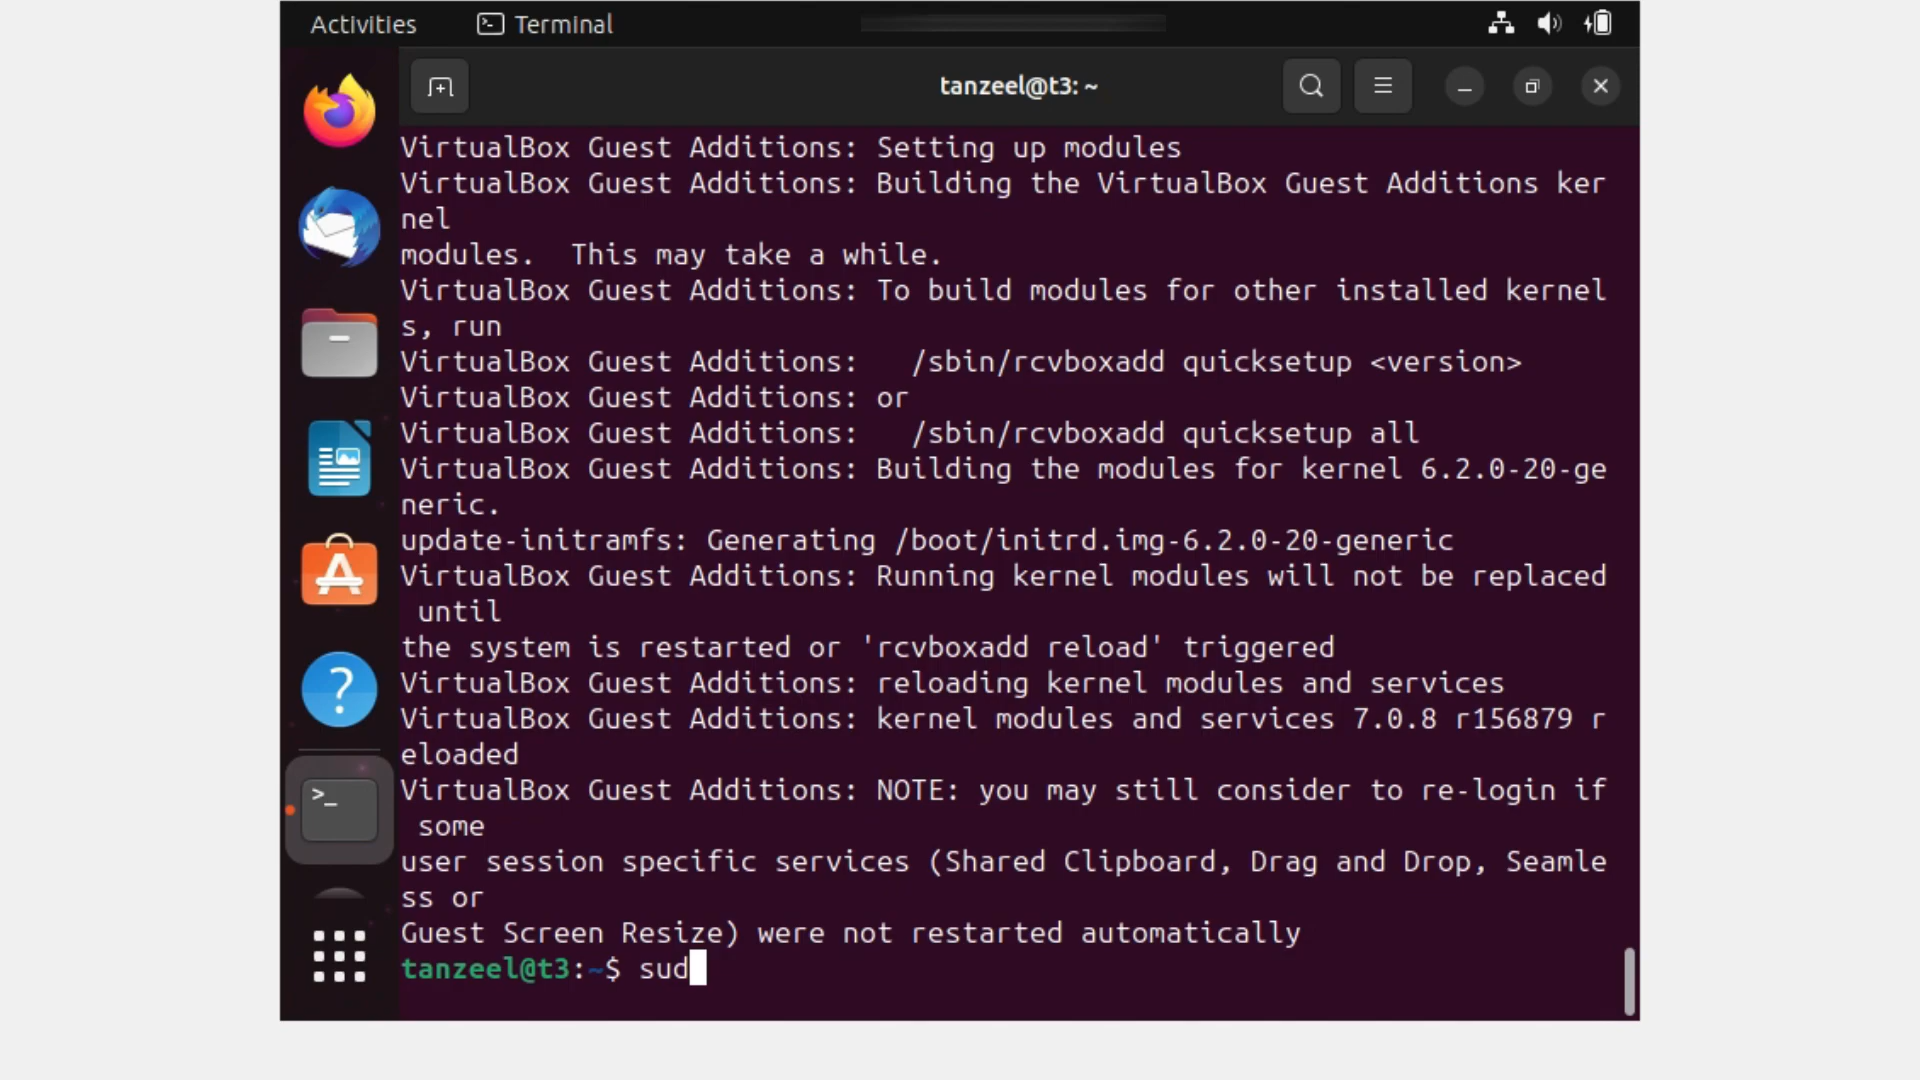 Activities Terminal
tanzeel@t3: ~
VirtualBox Guest Additions: Setting up modules
VirtualBox Guest Additions: Building the VirtualBox Guest Additions ker
nel
modules.  This may take a while.
VirtualBox Guest Additions: To build modules for other installed kernel
s, run
VirtualBox Guest Additions:   /sbin/rcvboxadd quicksetup <version>
VirtualBox Guest Additions: or
VirtualBox Guest Additions:   /sbin/rcvboxadd quicksetup all
VirtualBox Guest Additions: Building the modules for kernel 6.2.0-20-ge
neric.
update-initramfs: Generating /boot/initrd.img-6.2.0-20-generic
VirtualBox Guest Additions: Running kernel modules will not be replaced
 until
the system is restarted or 'rcvboxadd reload' triggered
VirtualBox Guest Additions: reloading kernel modules and services
VirtualBox Guest Additions: kernel modules and services 7.0.8 r156879 r
eloaded
VirtualBox Guest Additions: NOTE: you may still consider to re-login if
 some
user session specific services (Shared Clipboard, Drag and Drop, Seamle
ss or
Guest Screen Resize) were not restarted automatically
tanzeel@t3:~$ sud